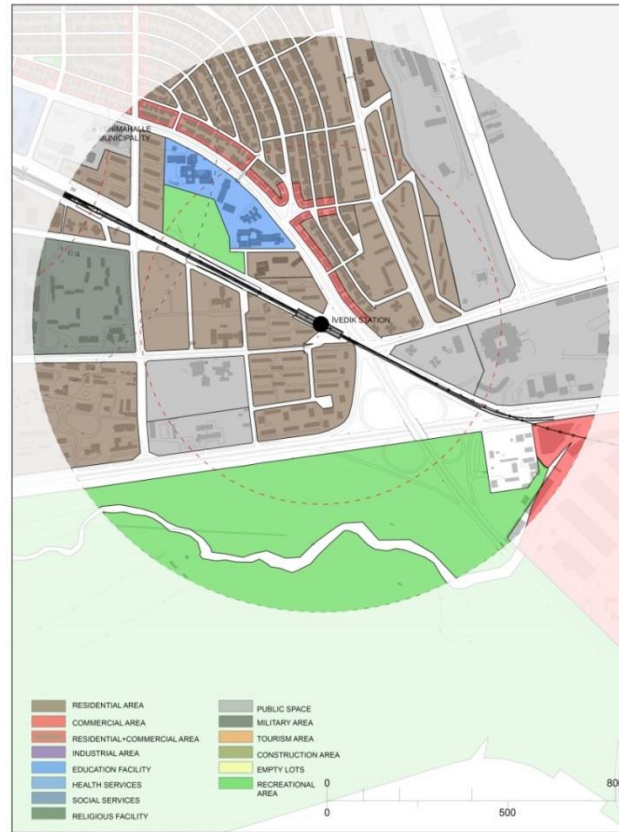 MUNICIPALITY
İVEDİK STATION
RESIDENTIAL AREA
COMMERCIAL AREA
RESIDENTIAL+COMMERCIAL AREA
INDUSTRIAL AREA
EDUCATION FACILITY
HEALTH SERVICES
SOCIAL SERVICES
RELIGIOUS FACILITY
PUBLIC SPACE
MILITARY AREA
TOURISM AREA
CONSTRUCTION AREA
EMPTY LOTS
RECREATIONAL
AREA
0
0
500